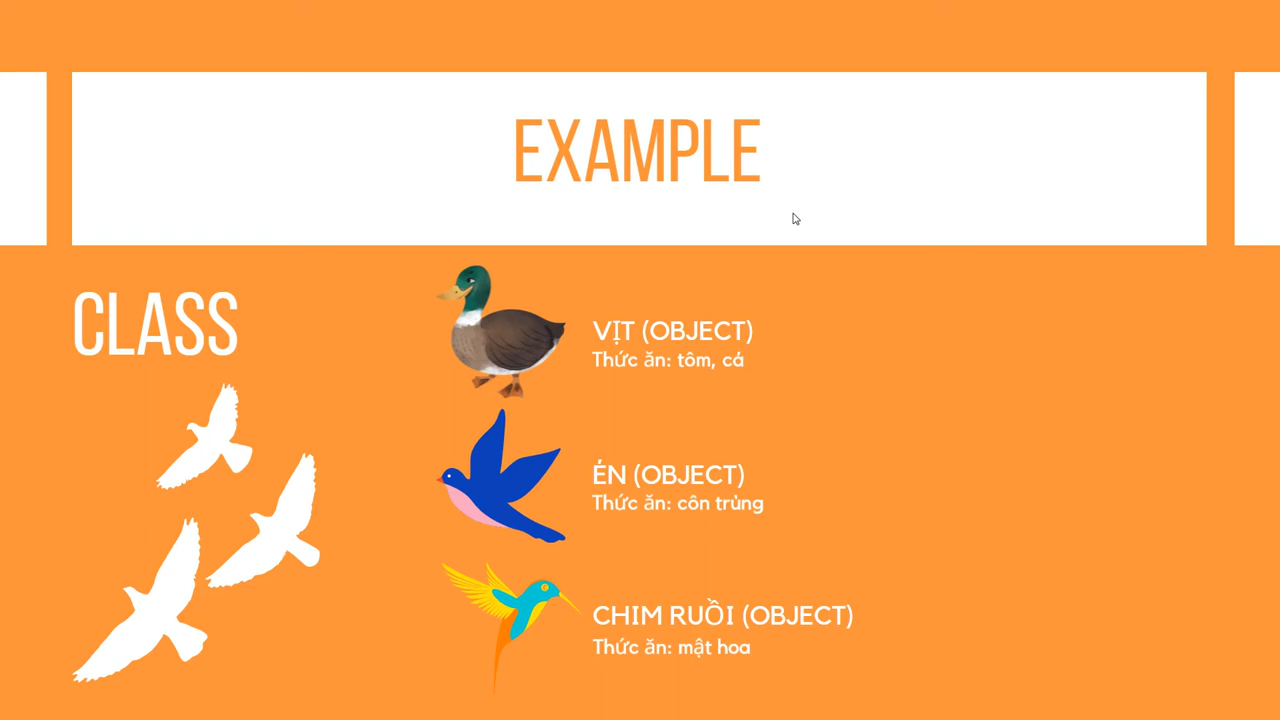 EXAMPLE
CLASS
VỊT (OBJECT)
Thức ăn: tôm, cá
ÉN (OBJECT)
Thức ăn: côn trùng
CHIM RUỒI (OBJECT)
Thức ăn: mật hoa